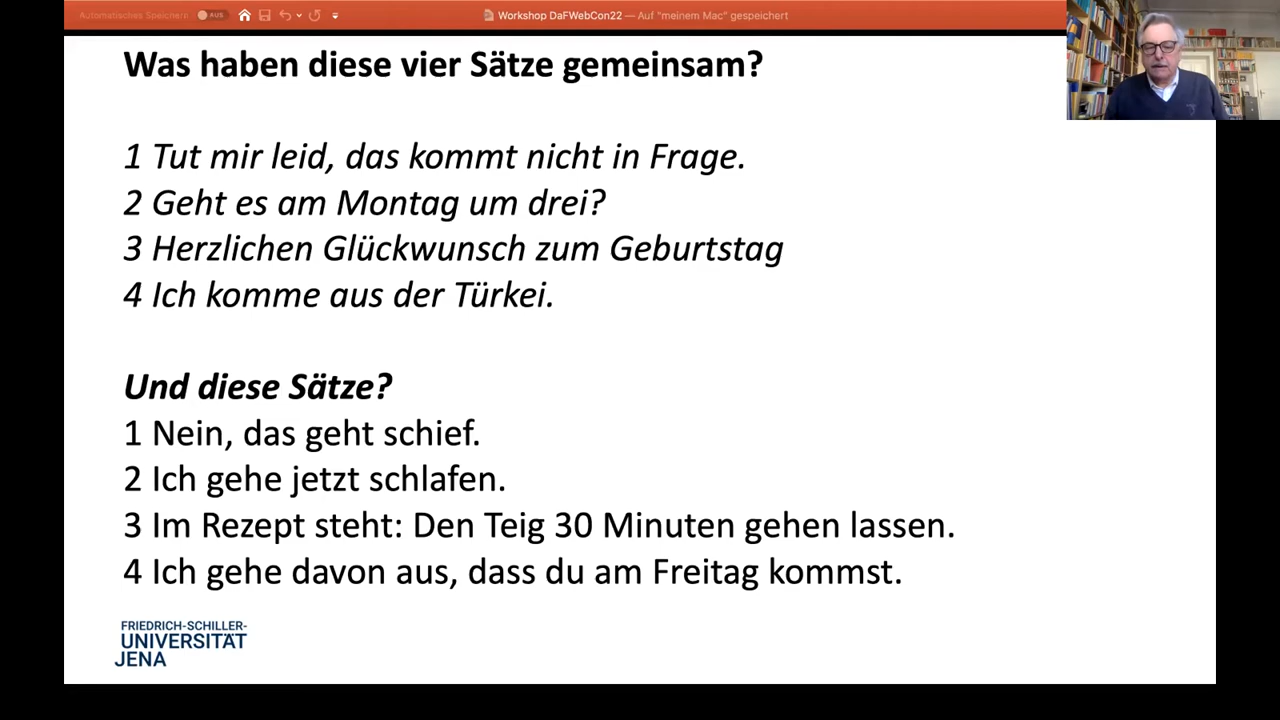 Automatisches Speichern AUS
Workshop DaFWebCon22 — Auf "meinem Mac" gespeichert
Was haben diese vier Sätze gemeinsam?
1 Tut mir leid, das kommt nicht in Frage.
2 Geht es am Montag um drei?
3 Herzlichen Glückwunsch zum Geburtstag
4 Ich komme aus der Türkei.
Und diese Sätze?
1 Nein, das geht schief.
2 Ich gehe jetzt schlafen.
3 Im Rezept steht: Den Teig 30 Minuten gehen lassen.
4 Ich gehe davon aus, dass du am Freitag kommst.
FRIEDRICH-SCHILLER-
UNIVERSITÄT
JENA